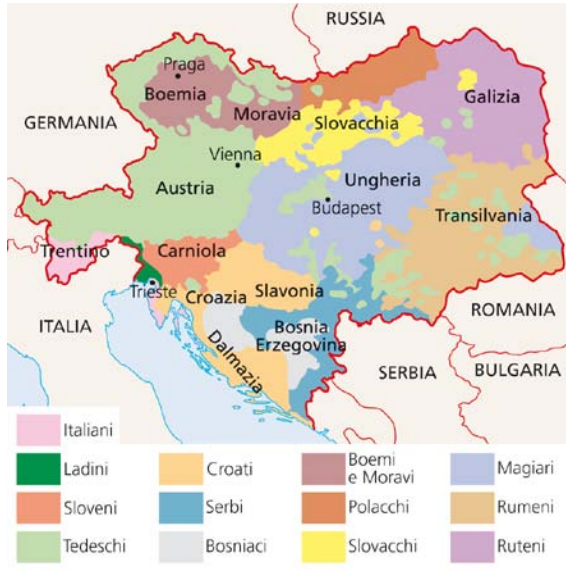 RUSSIA
Praga
Boemia
Galizia
Moravia
GERMANIA
Slovacchia
Vienna
Ungheria
Austria
Budapest
Transilvania
Trentino
Carniola
Trieste
Croazia
Slavonia
ITALIA
ROMANIA
Bosnia
Erzegovina
Dalmazia
SERBIA
BULGARIA
Italiani
Ladini
Sloveni
Tedeschi
Croati
Serbi
Bosniaci
Boemi
e Moravi
Polacchi
Slovacchi
Magiari
Rumeni
Ruteni